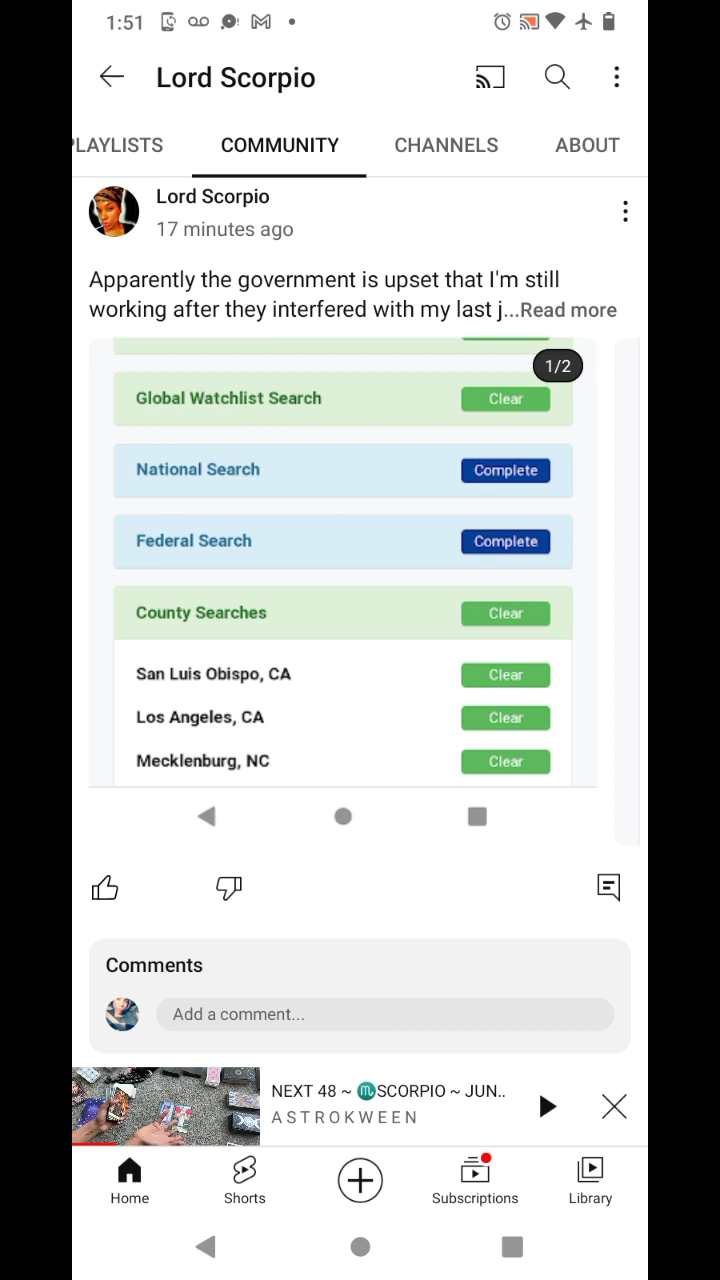 1:51
Lord Scorpio
PLAYLISTS COMMUNITY CHANNELS ABOUT
Lord Scorpio
17 minutes ago
Apparently the government is upset that I'm still
working after they interfered with my last j...Read more
1/2
Global Watchlist Search Clear
National Search Complete
Federal Search Complete
County Searches Clear
San Luis Obispo, CA Clear
Los Angeles, CA Clear
Mecklenburg, NC Clear
Comments
Add a comment...
NEXT 48 ~ ♏SCORPIO ~ JUN..
ASTROKWEEN
Home Shorts Subscriptions Library